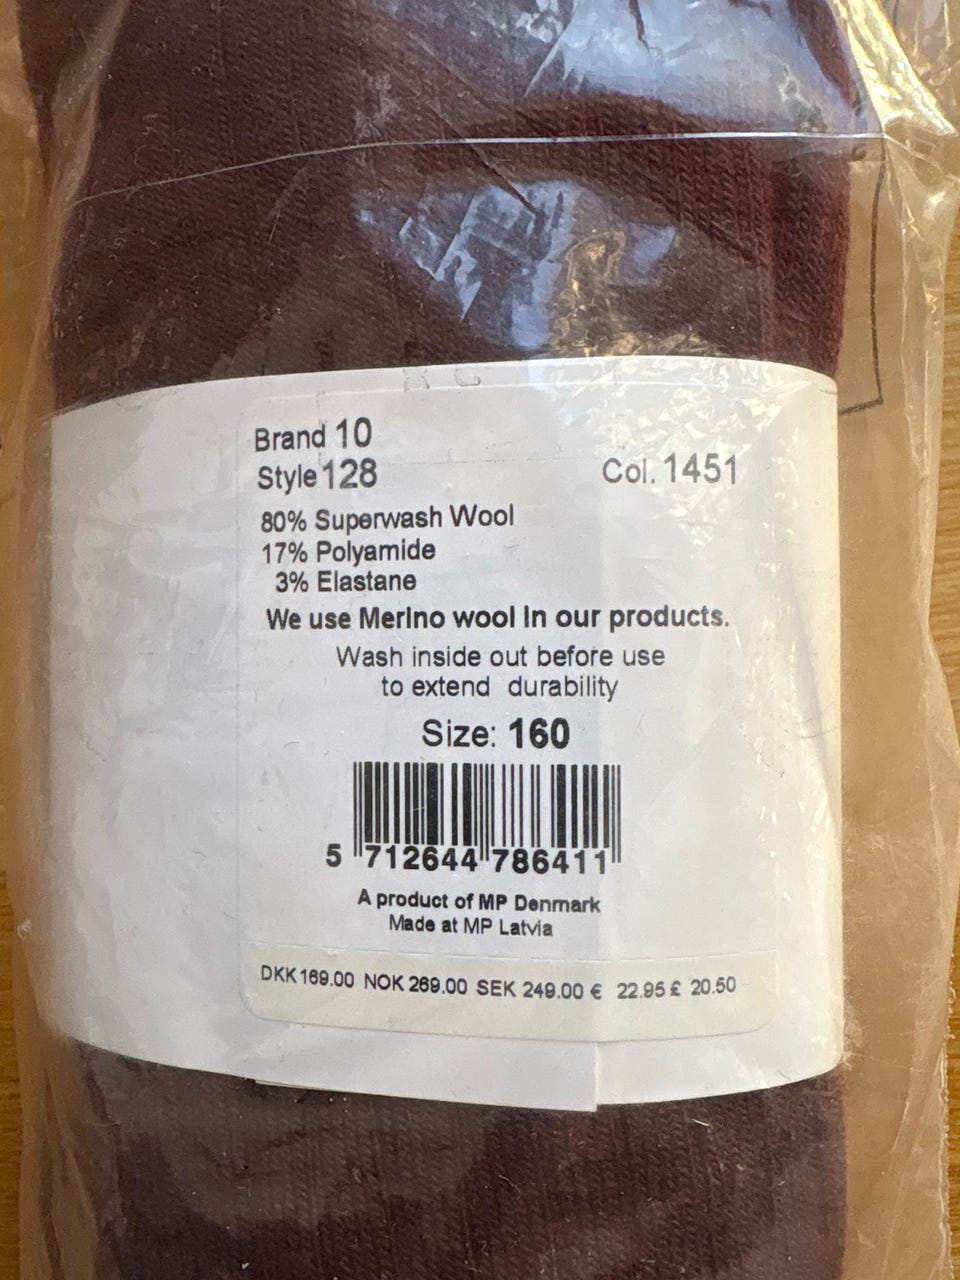 Brand 10
Style 128 Col. 1451
80% Superwash Wool
17% Polyamide
3% Elastane
We use Merino wool in our products.
Wash inside out before use
to extend durability
Size: 160
5 712644 786411
A product of MP Denmark
Made at MP Latvia
DKK 169.00 NOK 269.00 SEK 249.00 € 22.95 £ 20.50